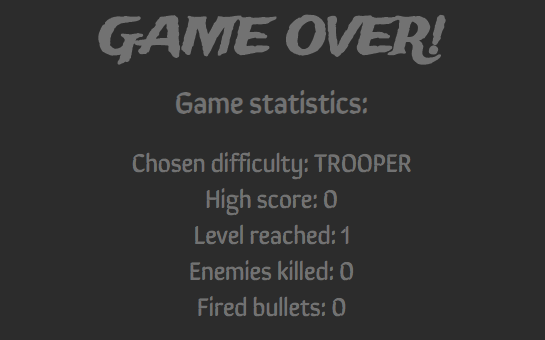 GAME OVER!
Game statistics:
Chosen difficulty: TROOPER
High score: 0
Level reached: 1
Enemies killed: 0
Fired bullets: 0